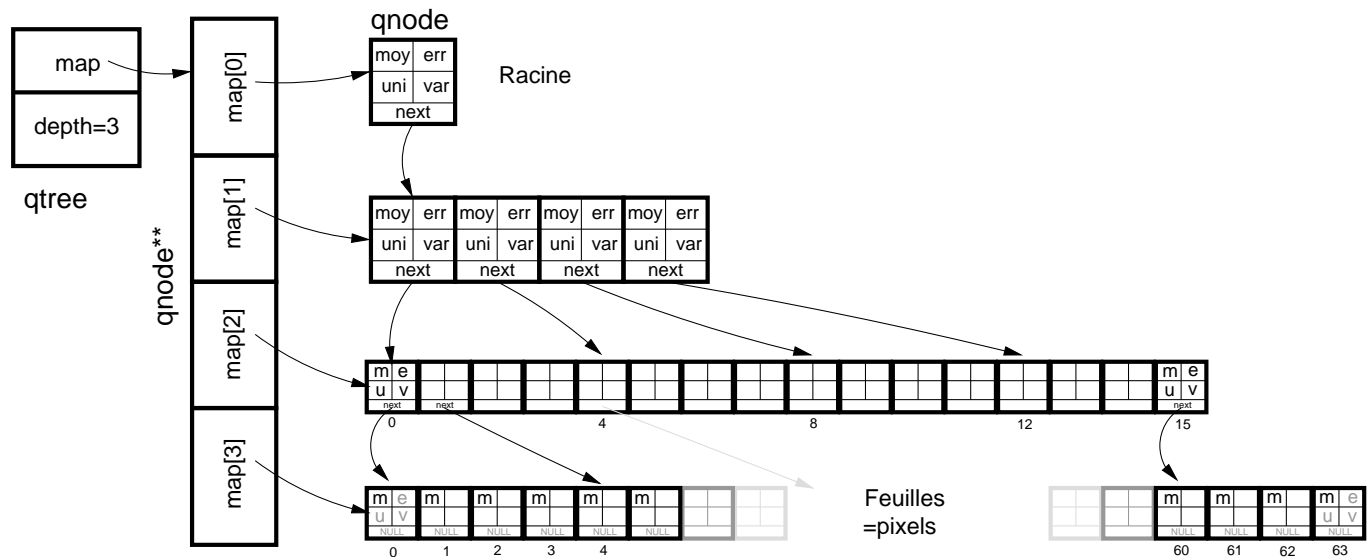 qnode
map
map[0]
moy err
uni var
next
Racine
depth=3
qtree
qnode**
map[1]
moy err moy err moy err moy err
uni var uni var uni var uni var
next next next next
map[2]
m e m e
u v u v
next next next
0 4 8 12 15
map[3]
m e m m m m m m m m m e
u v u v
NULL NULL NULL NULL NULL NULL NULL NULL NULL NULL
0 1 2 3 4 60 61 62 63
Feuilles
=pixels